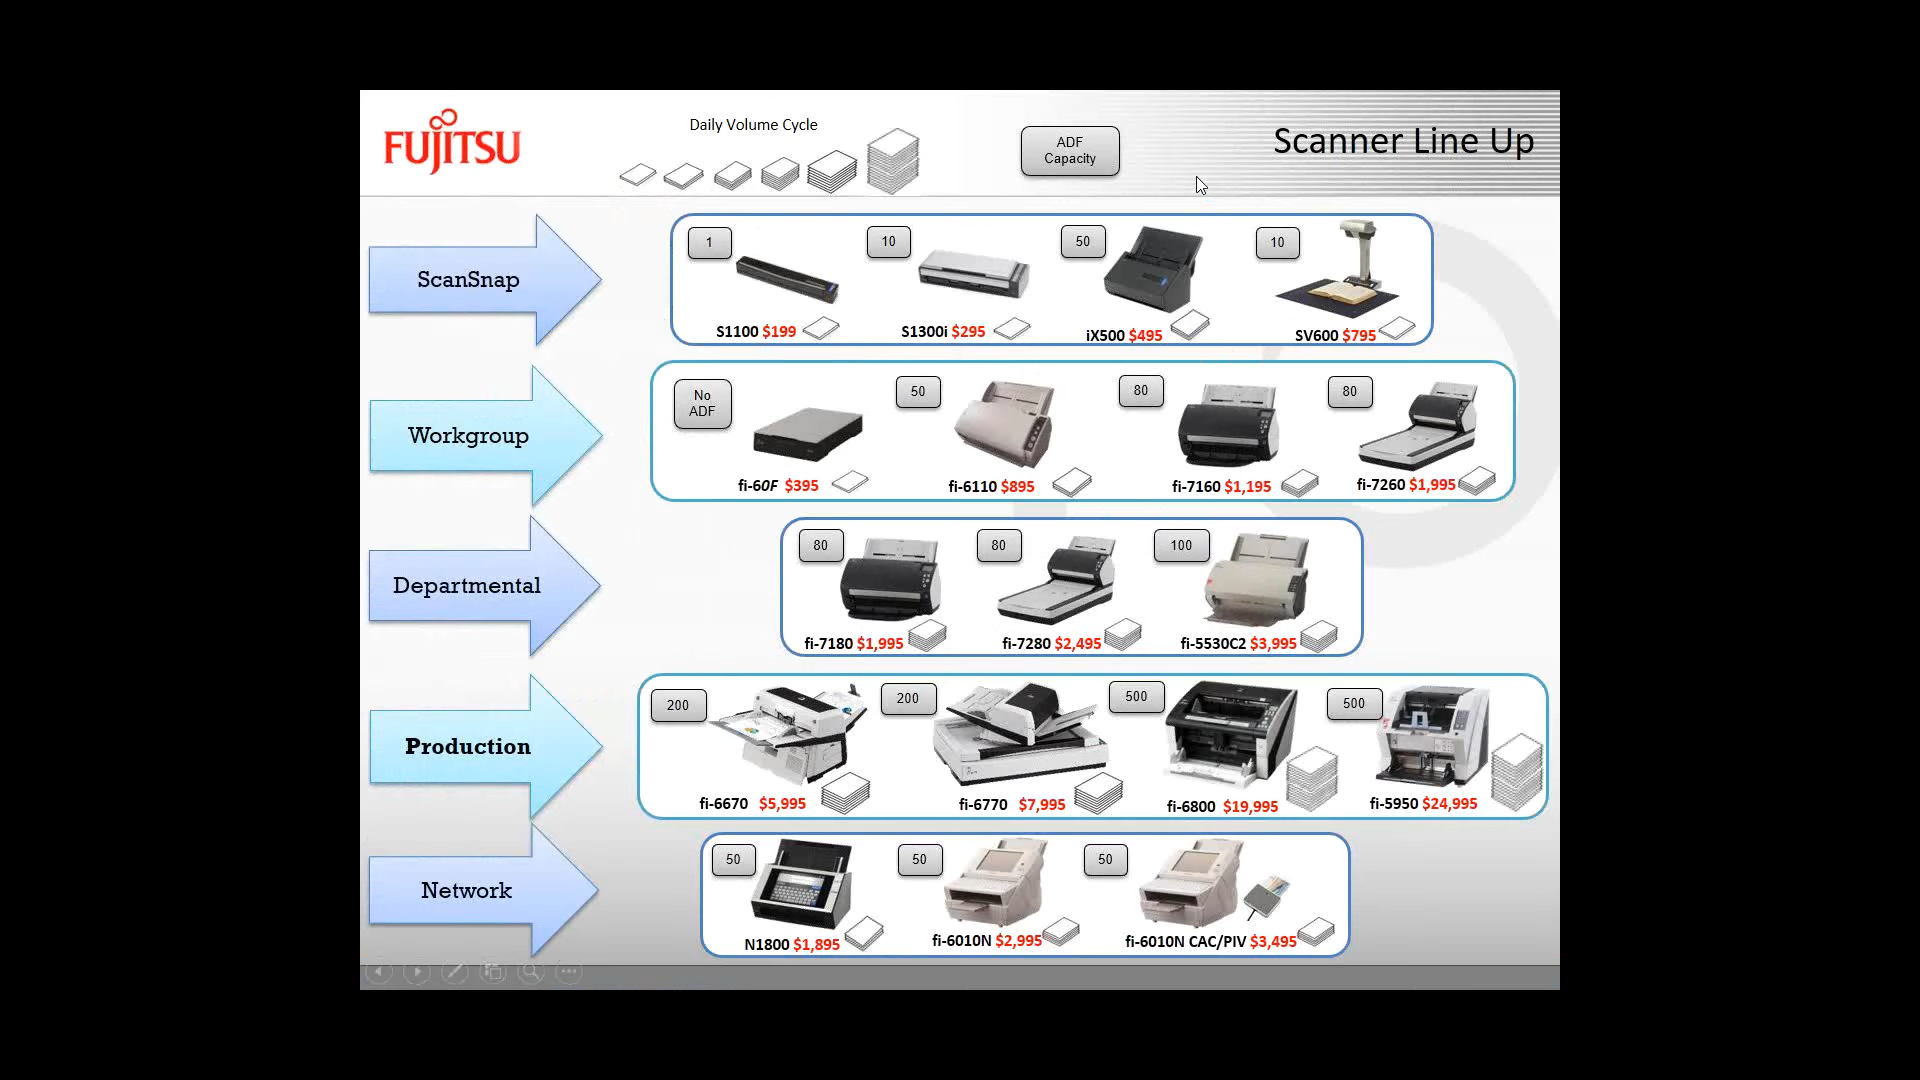 FUJITSU
Daily Volume Cycle
ADF
Capacity
Scanner Line Up
ScanSnap
1
10
50
10
S1100 $199
S1300i $295
iX500 $495
SV600 $795
Workgroup
No
ADF
50
80
80
fi-60F $395
fi-6110 $895
fi-7160 $1,195
fi-7260 $1,995
Departmental
80
80
100
fi-7180 $1,995
fi-7280 $2,495
fi-5530C2 $3,995
Production
200
200
500
500
fi-6670 $5,995
fi-6770 $7,995
fi-6800 $19,995
fi-5950 $24,995
Network
50
50
50
N1800 $1,895
fi-6010N $2,995
fi-6010N CAC/PIV $3,495